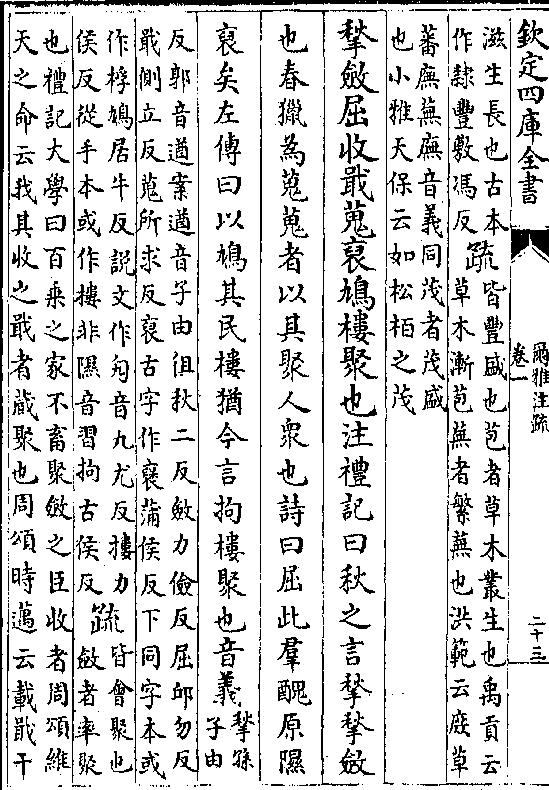 欽定四庫全書
爾雅注疏
卷一
二十三
滋生長也古本
作隸豐敷馮反
疏
皆豐盛也苞者草木叢生也禹貢云
草木漸苞蕪者繁蕪也洪範云庶草
蕃廡蕪廡音義同茂者茂盛
也小雅天保云如松柏之茂
揫斂屈收戢蒐裒鳩樓聚也注禮記曰秋之言揫揫斂
也春獵為蒐蒐者以其聚人衆也詩曰屈此羣醜原隰
裒矣左傳曰以鳩其民樓猶今言拘樓聚也音義
揫孫
子由
反郭音遒案遒音子由徂秋二反斂力儉反屈邱勿反
戢側立反蒐所求反裒古字作褎蒲侯反下同字本或
作桴鳩居牛反説文作勼音九尤反摟力
侯反從手本或作樓非隰音習拘古侯反
疏
皆會聚也
斂者率聚
也禮記大學曰百乗之家不畜聚斂之臣收者周頌維
天之命云我其收之戢者藏聚也周頌時邁云載戢干